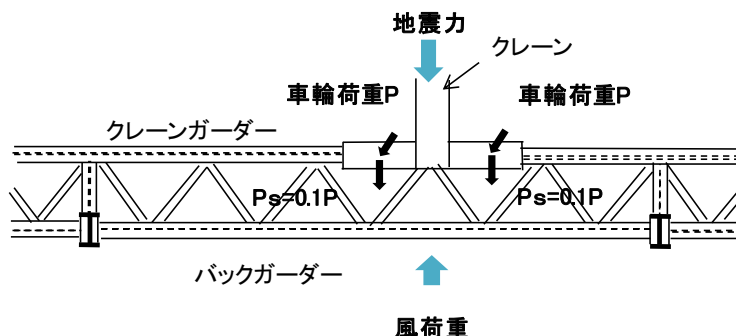 地震力
クレーン
車輪荷重P
車輪荷重P
クレーンガーダー
Ps=0.1P
Ps=0.1P
バックガーダー
風荷重